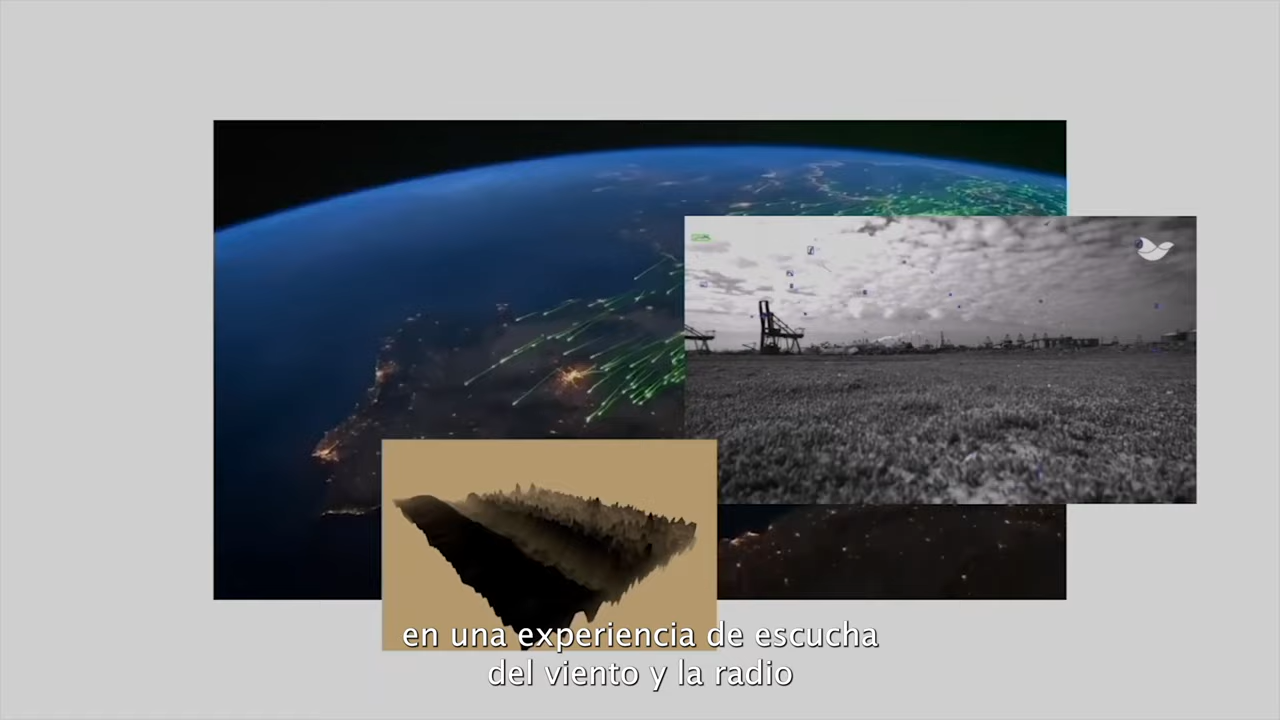 en una experiencia de escucha
del viento y la radio